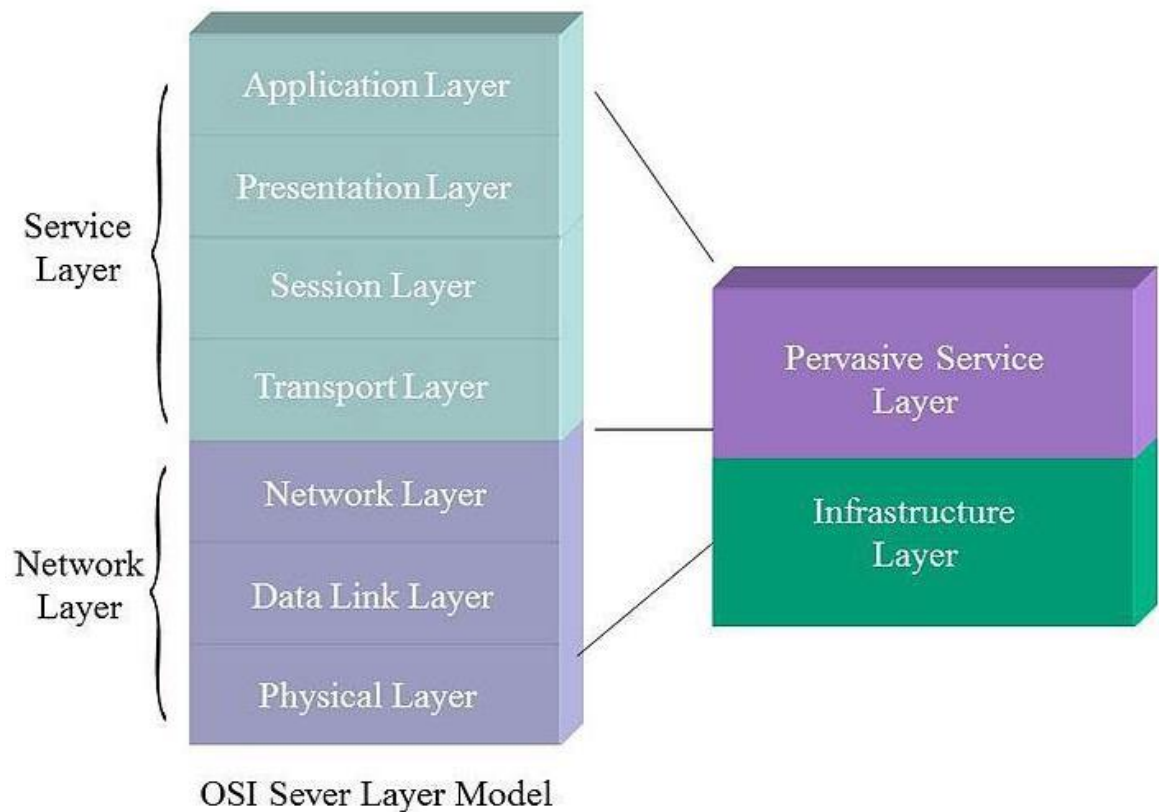 Application Layer
Presentation Layer
Session Layer
Transport Layer
Network Layer
Data Link Layer
Physical Layer
Service
Layer
Network
Layer
Pervasive Service
Layer
Infrastructure
Layer
OSI Sever Layer Model